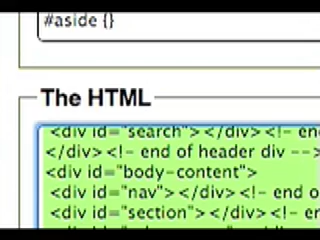 #aside {}
The HTML
<div id="search"></div><!– en
</div><!– end of header div -->
<div id="body-content">
<div id="nav"></div><!– end o
<div id="section"></div><!– en